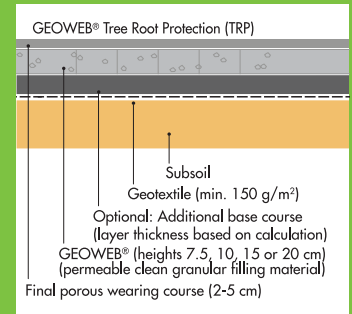 GEOWEB® Tree Root Protection (TRP)
Subsoil
Geotextile (min. 150 g/m²)
Optional: Additional base course
(layer thickness based on calculation)
GEOWEB® (heights 7.5, 10, 15 or 20 cm)
(permeable clean granular filling material)
Final porous wearing course (2-5 cm)